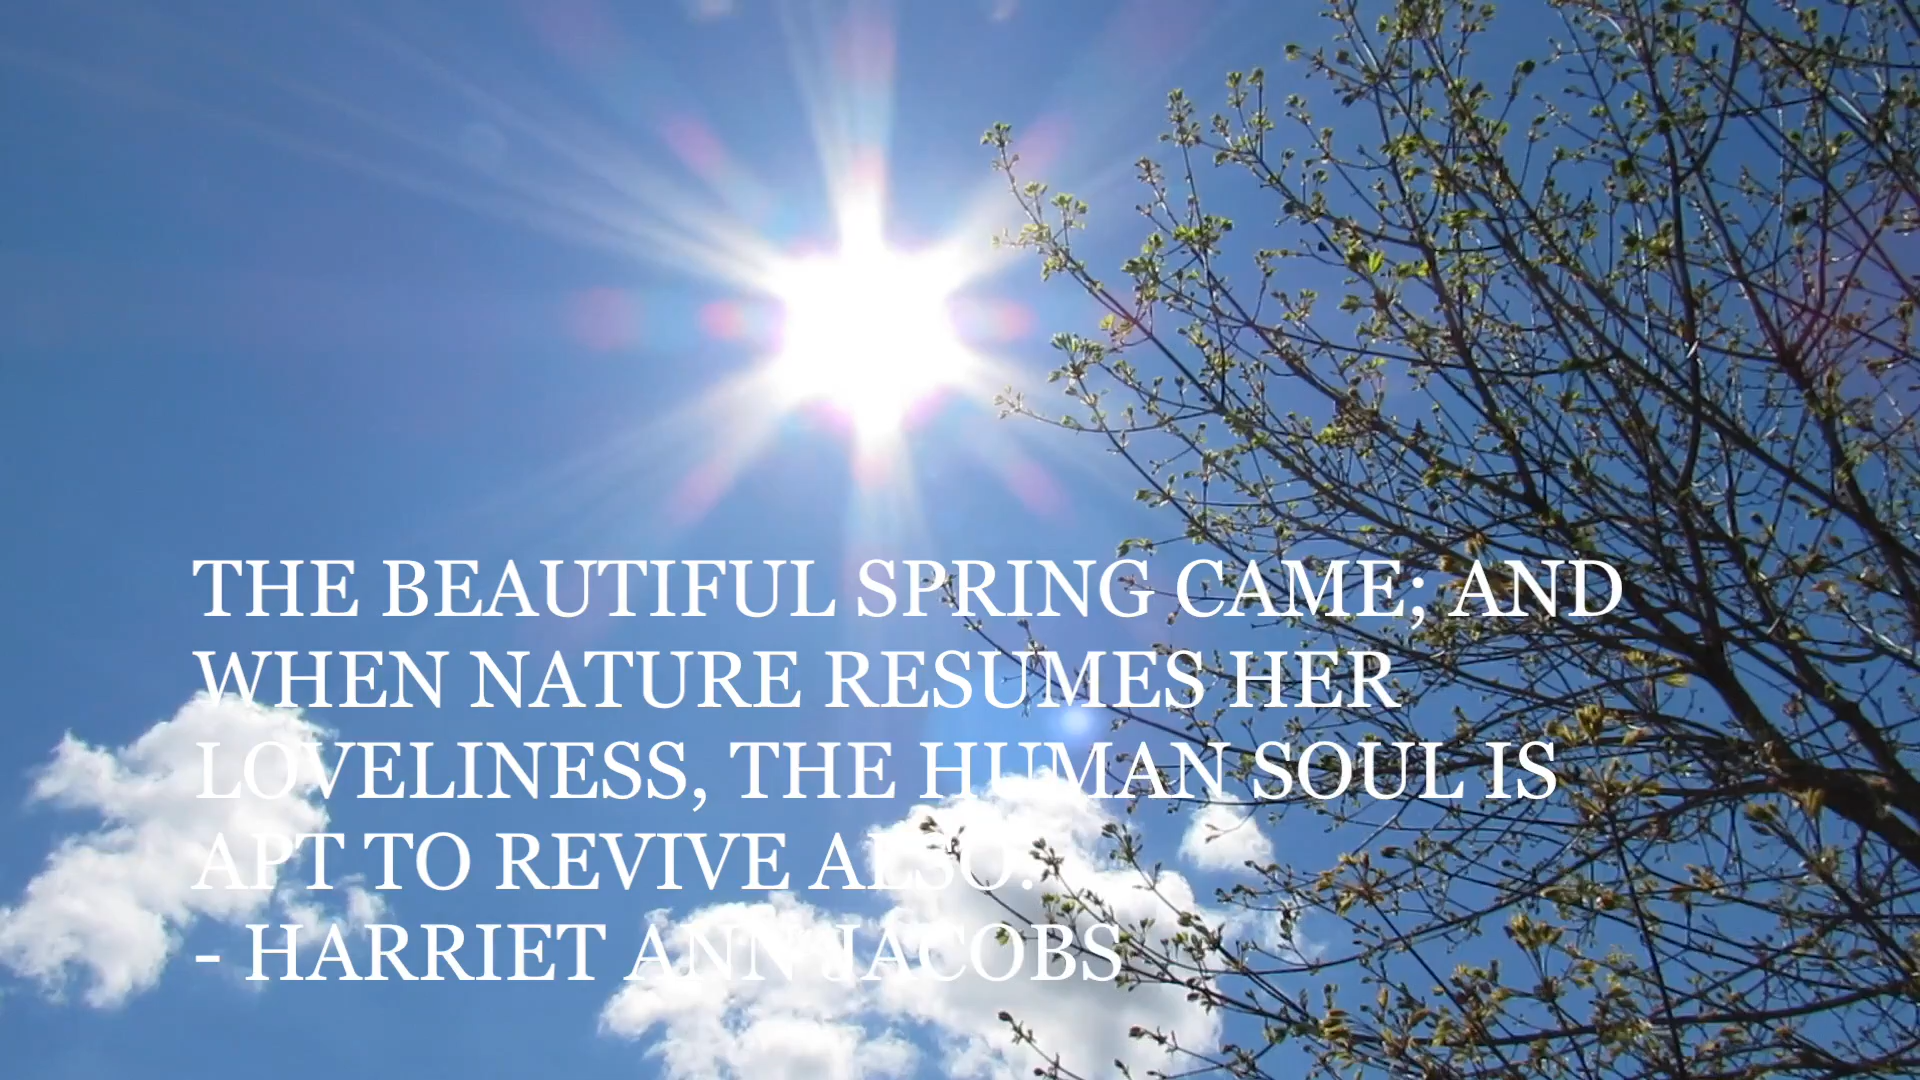 THE BEAUTIFUL SPRING CAME; AND
WHEN NATURE RESUMES HER
LOVELINESS, THE HUMAN SOUL IS
APT TO REVIVE ALSO.
- HARRIET ANN JACOBS